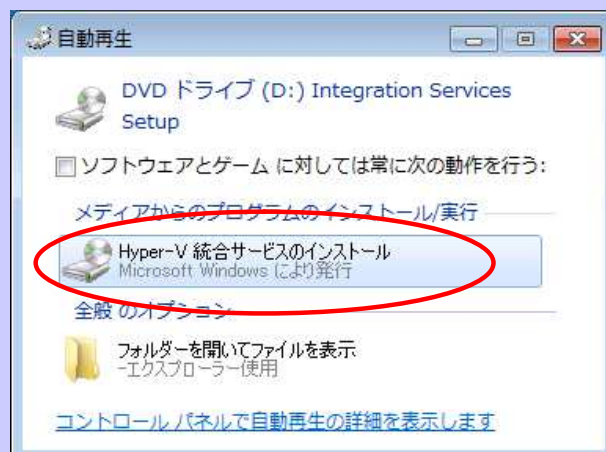 自動再生
DVD ドライブ (D:) Integration Services
Setup
ソフトウェアとゲーム に対しては常に次の動作を行う:
メディアからのプログラムのインストール/実行
Hyper-V 統合サービスのインストール
Microsoft Windows により発行
全般 のオプション
フォルダーを開いてファイルを表示
-エクスプローラー使用
コントロール パネルで自動再生の詳細を表示します